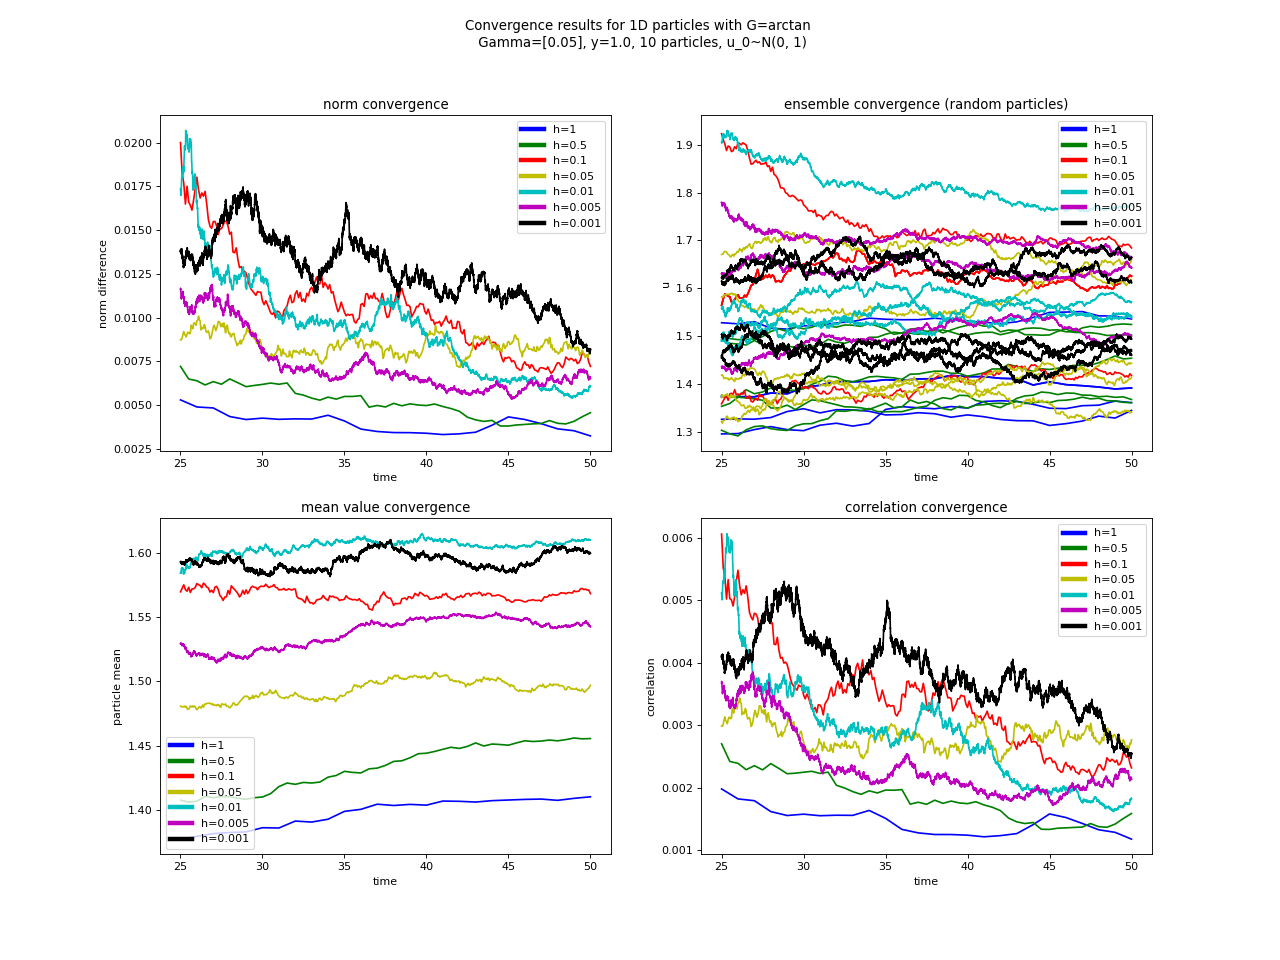 Convergence results for 1D particles with G=arctan
Gamma=[0.05], y=1.0, 10 particles, u_0~N(0, 1)
norm convergence
norm difference
0.0200
0.0175
0.0150
0.0125
0.0100
0.0075
0.0050
0.0025
h=1
h=0.5
h=0.1
h=0.05
h=0.01
h=0.005
h=0.001
25 30 35 40 45 50
time
ensemble convergence (random particles)
u
1.9
1.8
1.7
1.6
1.5
1.4
1.3
h=1
h=0.5
h=0.1
h=0.05
h=0.01
h=0.005
h=0.001
25 30 35 40 45 50
time
mean value convergence
particle mean
1.60
1.55
1.50
1.45
1.40
h=1
h=0.5
h=0.1
h=0.05
h=0.01
h=0.005
h=0.001
25 30 35 40 45 50
time
correlation convergence
correlation
0.006
0.005
0.004
0.003
0.002
0.001
h=1
h=0.5
h=0.1
h=0.05
h=0.01
h=0.005
h=0.001
25 30 35 40 45 50
time